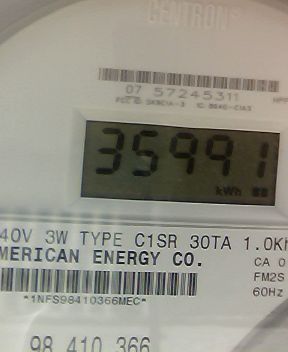 CENTRON®
07 57245311
35991
kWh
40V 3W TYPE C1SR 30TA 1.0Kh
MERICAN ENERGY CO.
CA 0
FM2S
60Hz
*1NFS98410366MEC*
98 410 366